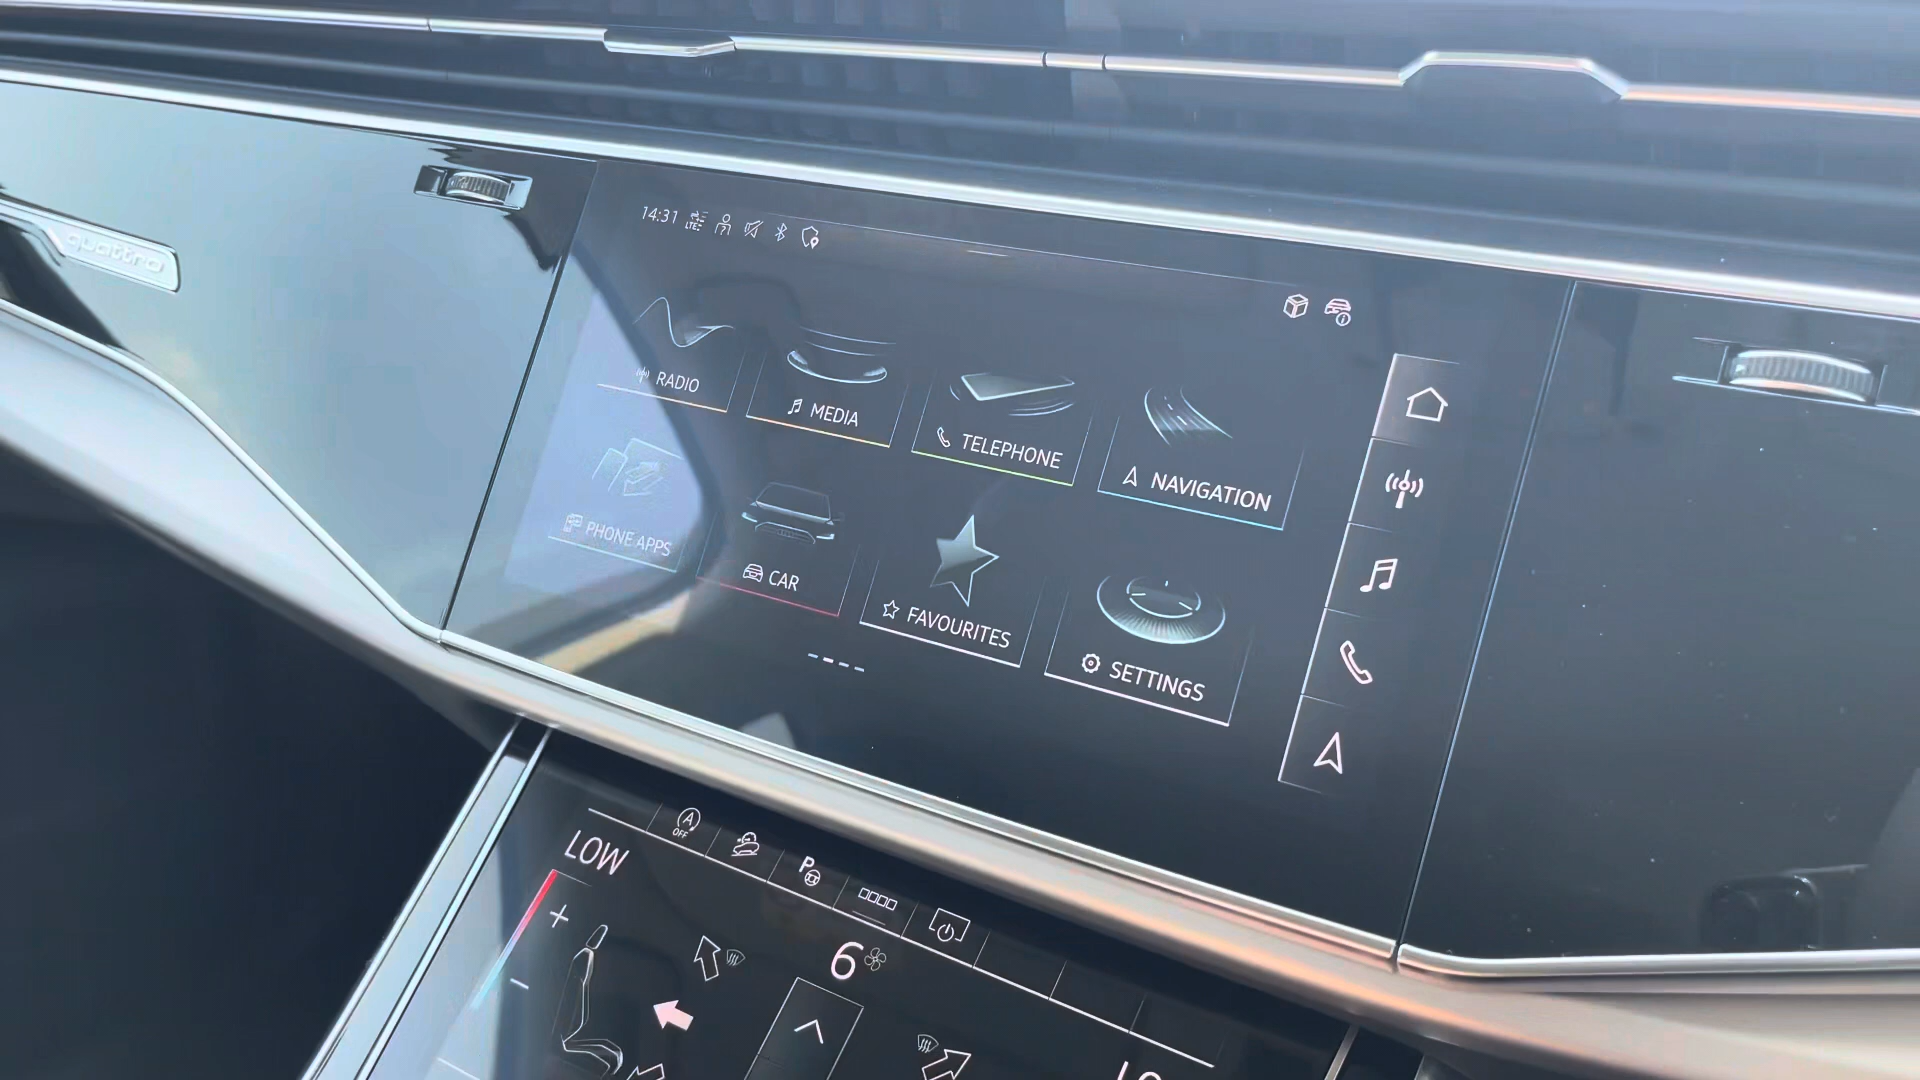 quattro
14:31 LTE
RADIO
MEDIA
TELEPHONE
NAVIGATION
PHONE APPS
CAR
FAVOURITES
SETTINGS
A
OFF
P
LOW
6